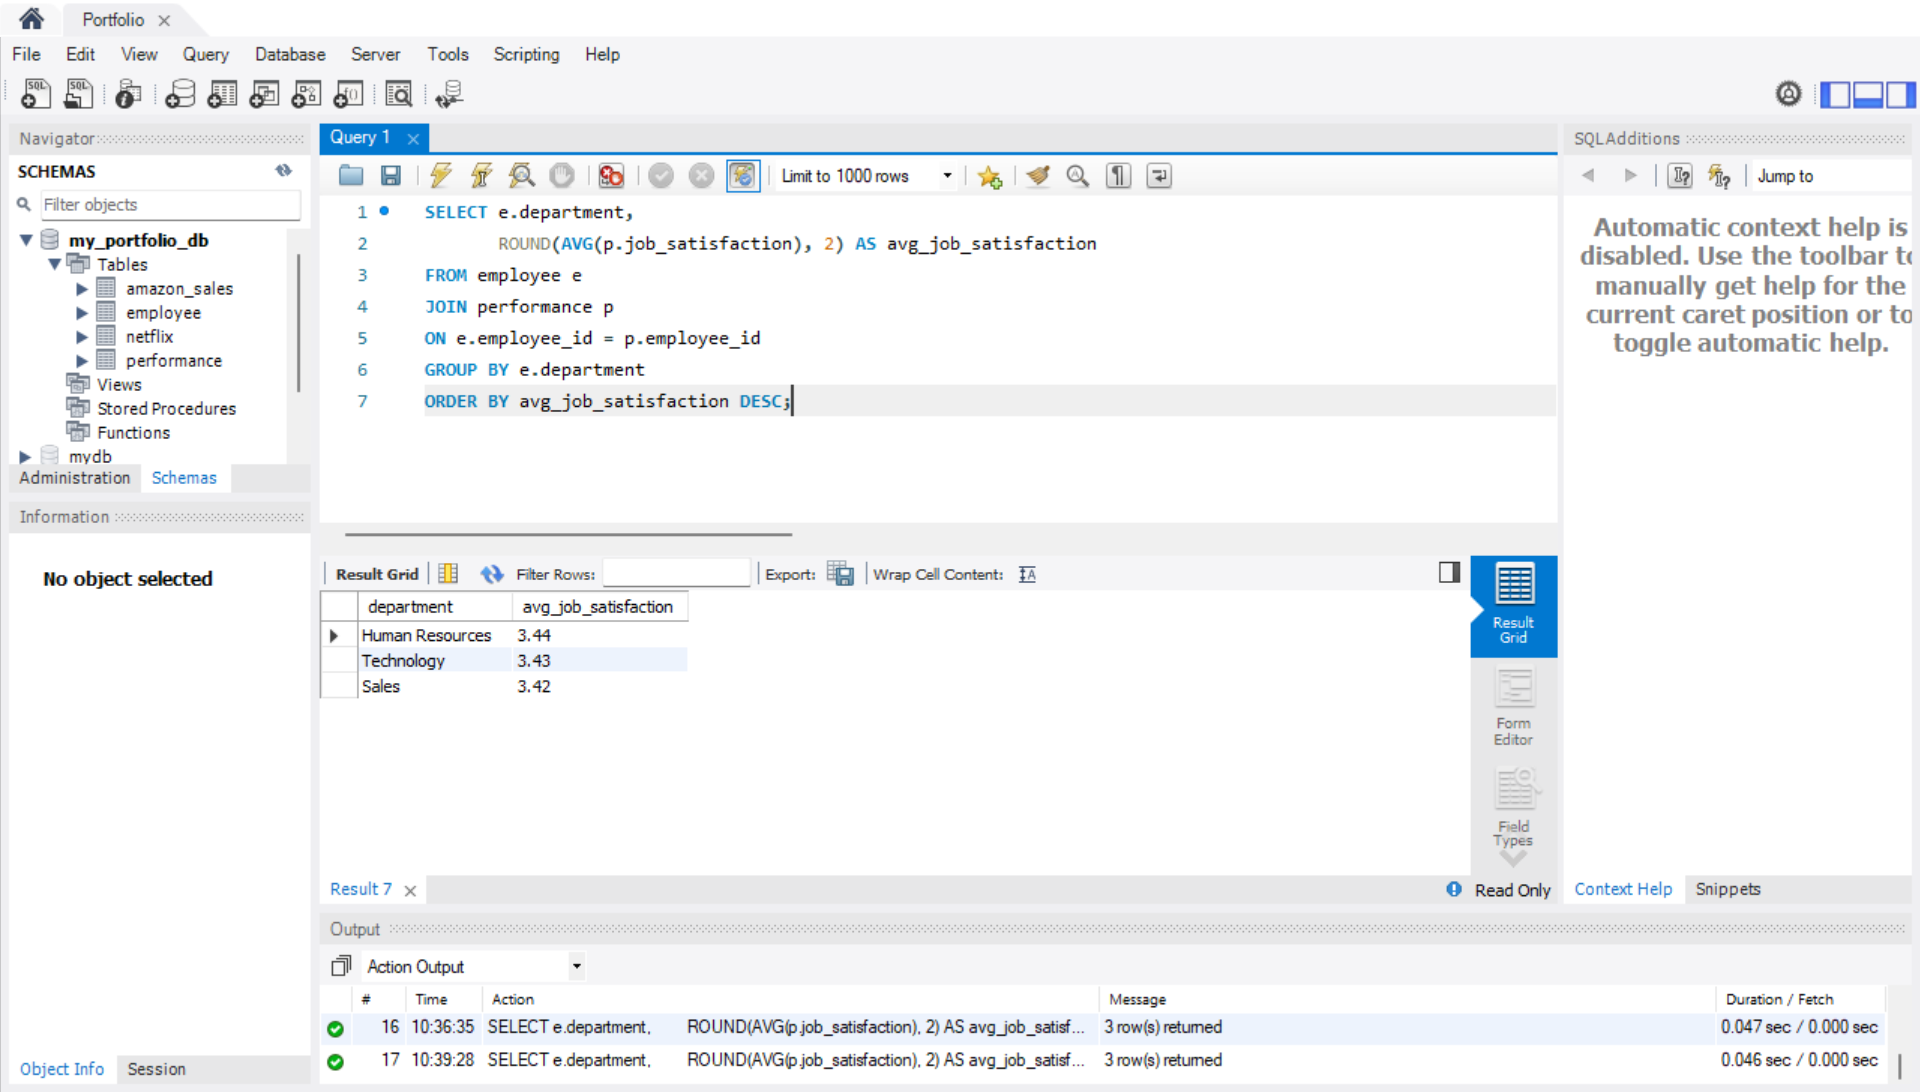 Portfolio
File Edit View Query Database Server Tools Scripting Help
Navigator
SCHEMAS
Filter objects
my_portfolio_db
Tables
amazon_sales
employee
netflix
performance
Views
Stored Procedures
Functions
mydb
Administration Schemas
Information
No object selected
Object Info Session
Query 1
Limit to 1000 rows
1 SELECT e.department,
2 ROUND(AVG(p.job_satisfaction), 2) AS avg_job_satisfaction
3 FROM employee e
4 JOIN performance p
5 ON e.employee_id = p.employee_id
6 GROUP BY e.department
7 ORDER BY avg_job_satisfaction DESC;
Result Grid Filter Rows: Export: Wrap Cell Content:
department avg_job_satisfaction
Human Resources 3.44
Technology 3.43
Sales 3.42
Result
Grid
Form
Editor
Field
Types
Result 7 Read Only
SQLAdditions
Jump to
Automatic context help is
disabled. Use the toolbar to
manually get help for the
current caret position or to
toggle automatic help.
Context Help Snippets
Output
Action Output
# Time Action Message Duration / Fetch
16 10:36:35 SELECT e.department, ROUND(AVG(p.job_satisfaction), 2) AS avg_job_satisf... 3 row(s) returned 0.047 sec / 0.000 sec
17 10:39:28 SELECT e.department, ROUND(AVG(p.job_satisfaction), 2) AS avg_job_satisf... 3 row(s) returned 0.046 sec / 0.000 sec